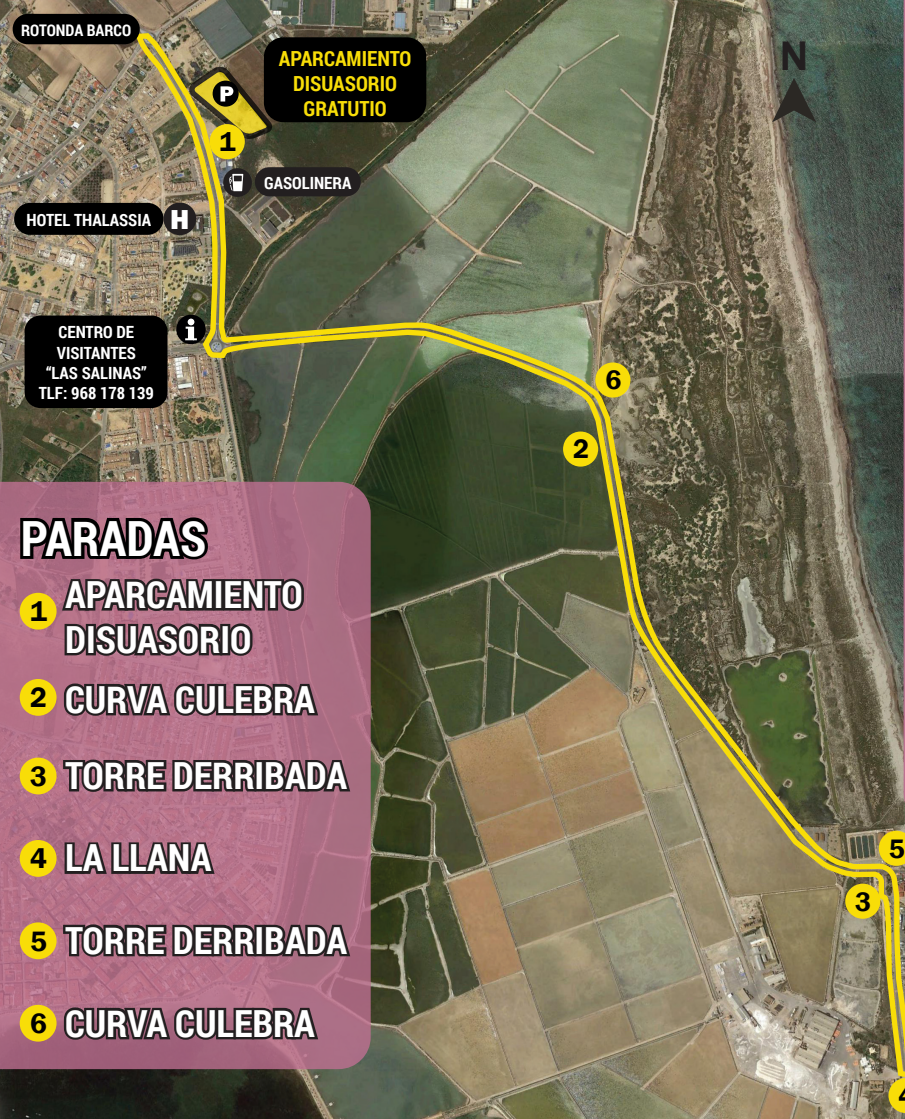 ROTONDA BARCO
APARCAMIENTO
DISUASORIO
GRATUTIO
N
P
1
GASOLINERA
HOTEL THALASSIA
H
i
CENTRO DE
VISITANTES
"LAS SALINAS"
TLF: 968 178 139
6
2
PARADAS
1 APARCAMIENTO
DISUASORIO
2 CURVA CULEBRA
3 TORRE DERRIBADA
4 LA LLANA
5 TORRE DERRIBADA
6 CURVA CULEBRA
5
3
4